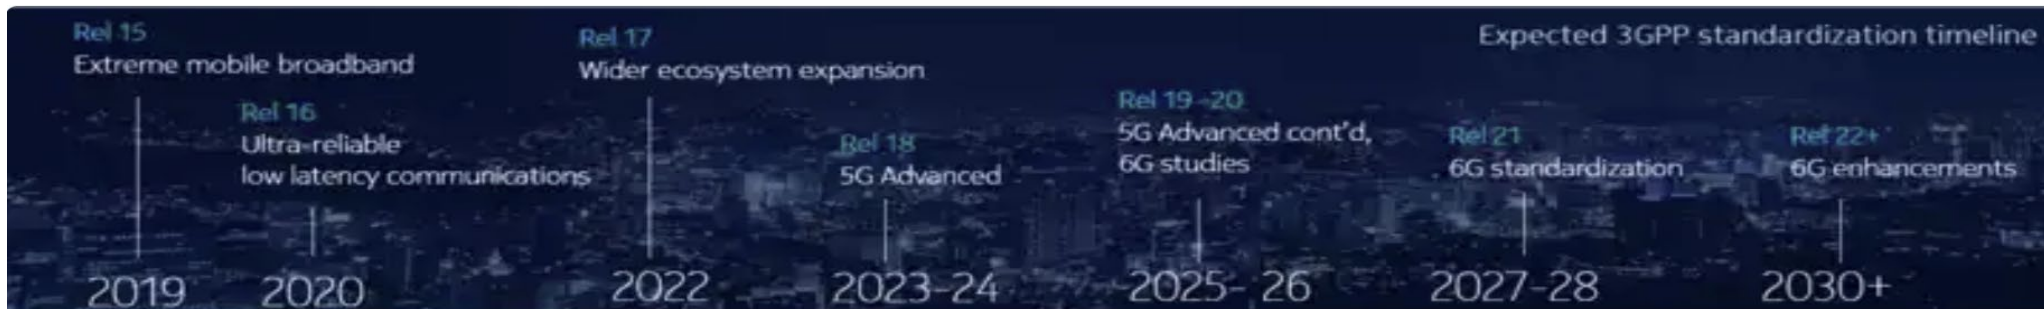 Expected 3GPP standardization timeline
Rel 15
Extreme mobile broadband
Rel 16
Ultra-reliable
low latency communications
Rel 17
Wider ecosystem expansion
Rel 18
5G Advanced
Rel 19 -20
5G Advanced cont'd,
6G studies
Rel 21
6G standardization
Rel 22+
6G enhancements
2019
2020
2022
2023-24
2025- 26
2027-28
2030+